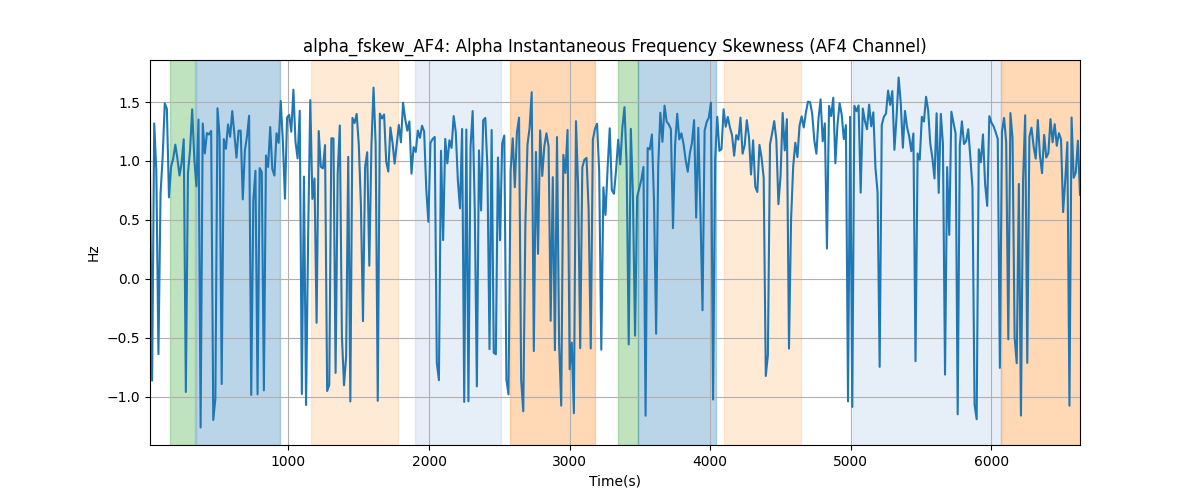 alpha_fskew_AF4: Alpha Instantaneous Frequency Skewness (AF4 Channel)
1.5
1.0
0.5
0.0
−0.5
−1.0
Hz
1000 2000 3000 4000 5000 6000
Time(s)